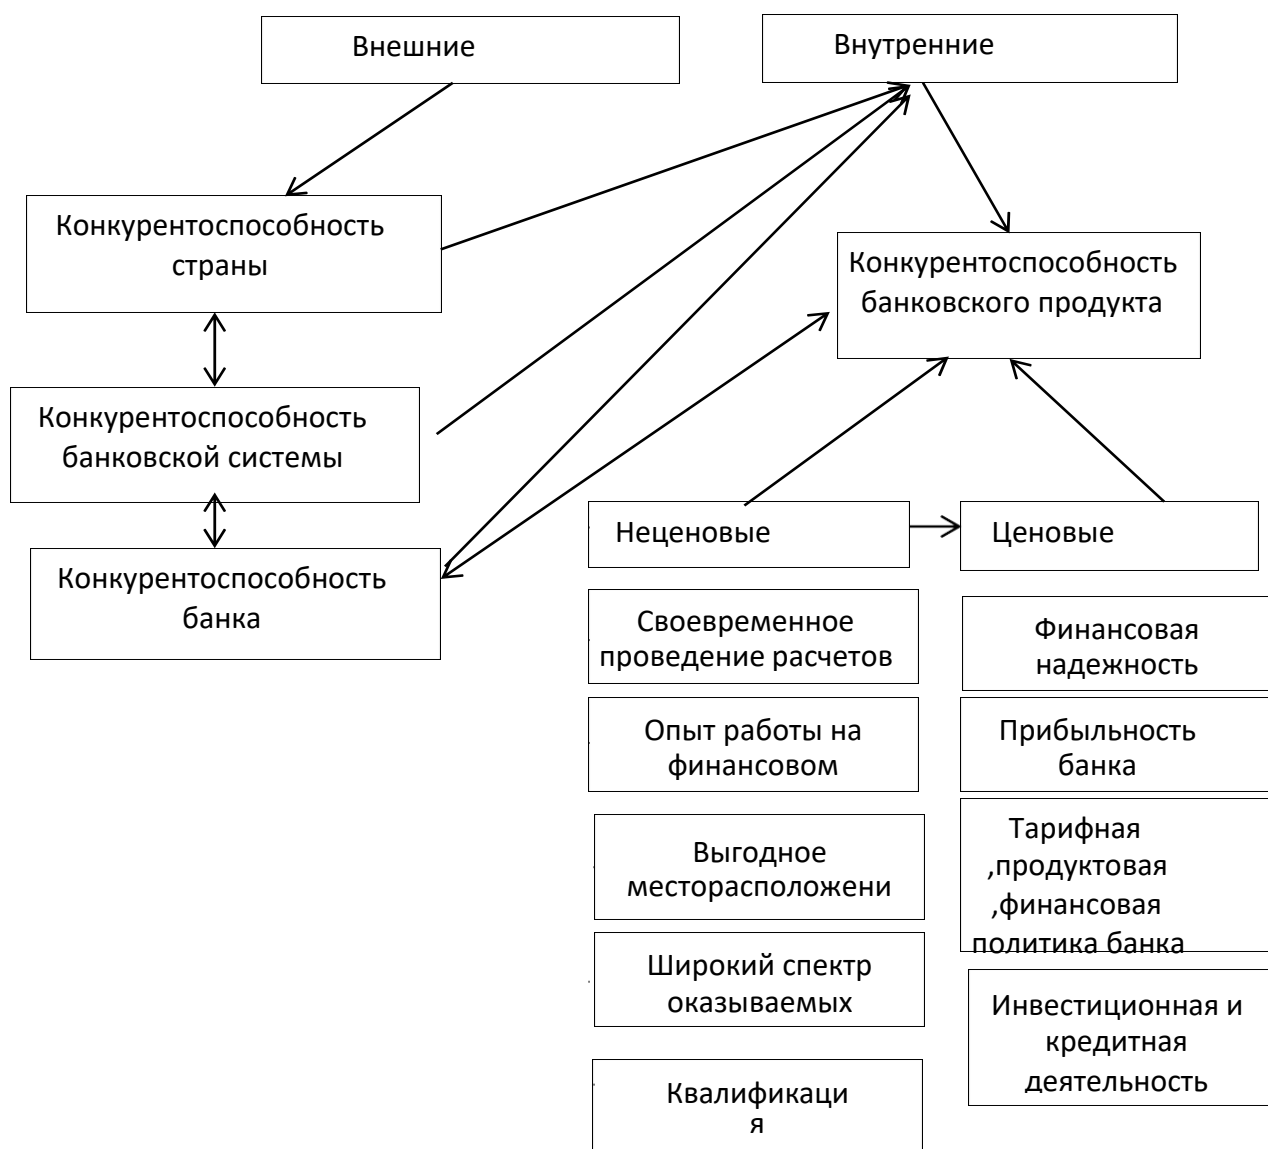 Внешние
Внутренние
Конкурентоспособность
страны
Конкурентоспособность
банковского продукта
Конкурентоспособность
банковской системы
Конкурентоспособность
банка
Неценовые
Ценовые
Своевременное
проведение расчетов
Опыт работы на
финансовом
Выгодное
месторасположени
Широкий спектр
оказываемых
Квалификаци
я
Финансовая
надежность
Прибыльность
банка
Тарифная
,продуктовая
,финансовая
политика банка
Инвестиционная и
кредитная
деятельность